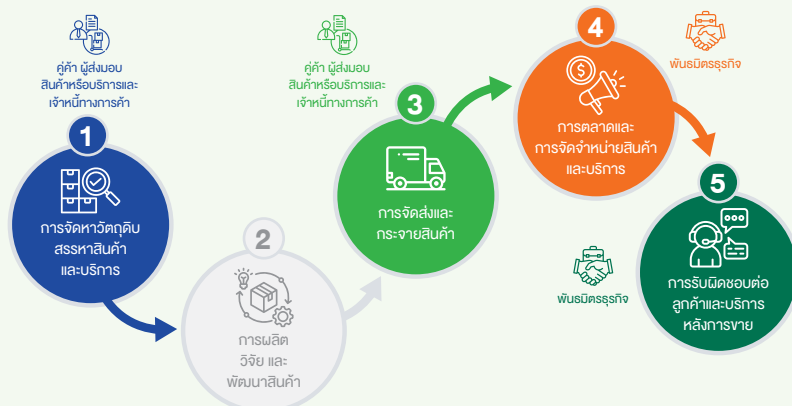 คู่ค้า ผู้ส่งมอบ
สินค้าหรือบริการและ
เจ้าหนี้ทางการค้า
1
การจัดหาวัตถุดิบ
สรรหาสินค้า
และบริการ
2
การผลิต
วิจัย และ
พัฒนาสินค้า
คู่ค้า ผู้ส่งมอบ
สินค้าหรือบริการและ
เจ้าหนี้ทางการค้า
3
การจัดส่งและ
กระจายสินค้า
4
การตลาดและ
การจัดจำหน่ายสินค้า
และบริการ
พันธมิตรธุรกิจ
5
การรับผิดชอบต่อ
ลูกค้าและบริการ
หลังการขาย
พันธมิตรธุรกิจ